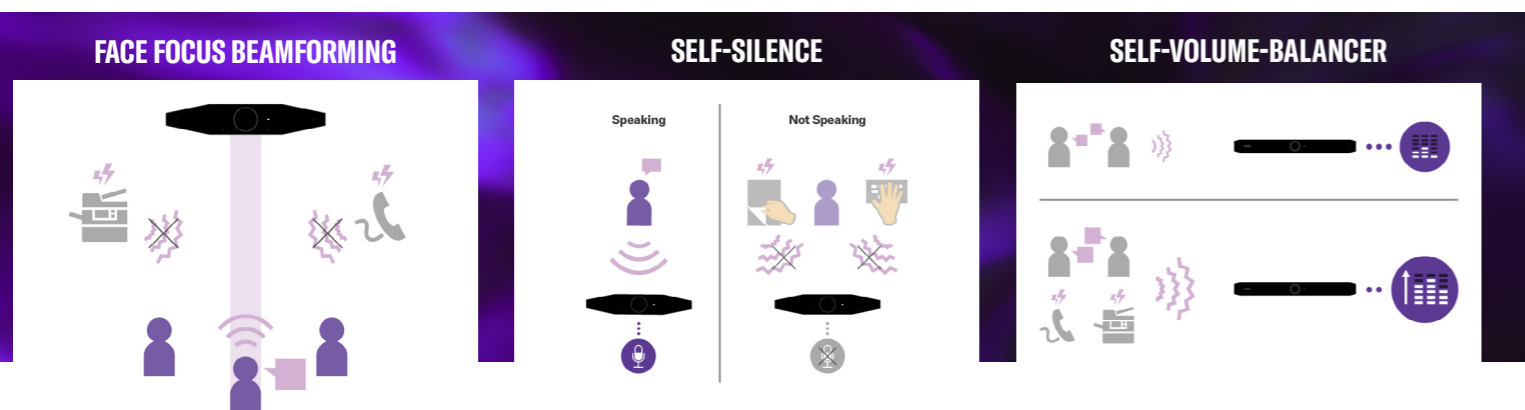 FACE FOCUS BEAMFORMING
SELF-SILENCE
SELF-VOLUME-BALANCER
Speaking
Not Speaking